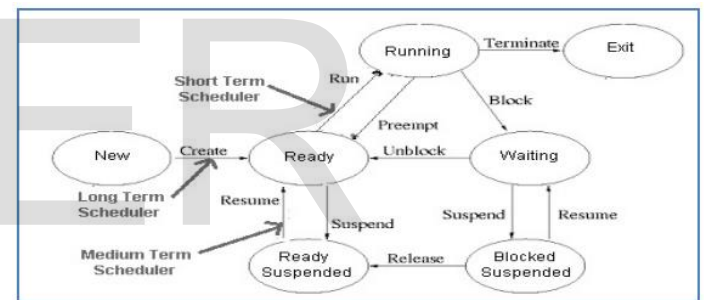 Running
Terminate
Exit
Short Term
Scheduler
Run
Block
Preempt
New
Create
Ready
Unblock
Waiting
Long Term
Scheduler
Resume
Suspend
Suspend
Resume
Medium Term
Scheduler
Ready
Suspended
Release
Blocked
Suspended
ER